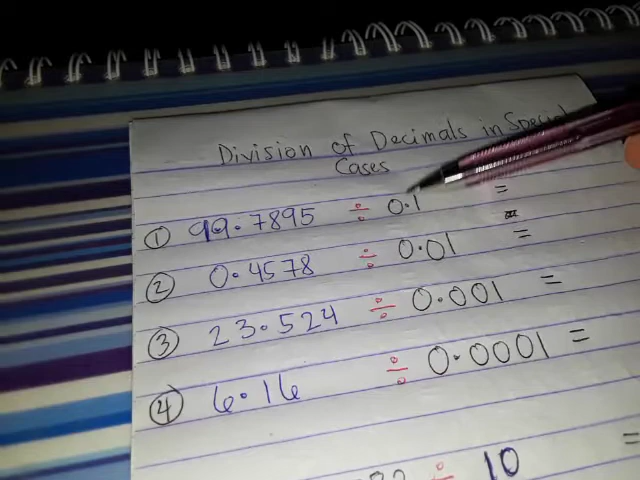 Division of Decimals in Special
Cases
① 99.7895 ÷ 0.1 =
② 0.4578 ÷ 0.01 =
③ 23.524 ÷ 0.001 =
④ 6.16 ÷ 0.0001 =
÷ 10 =